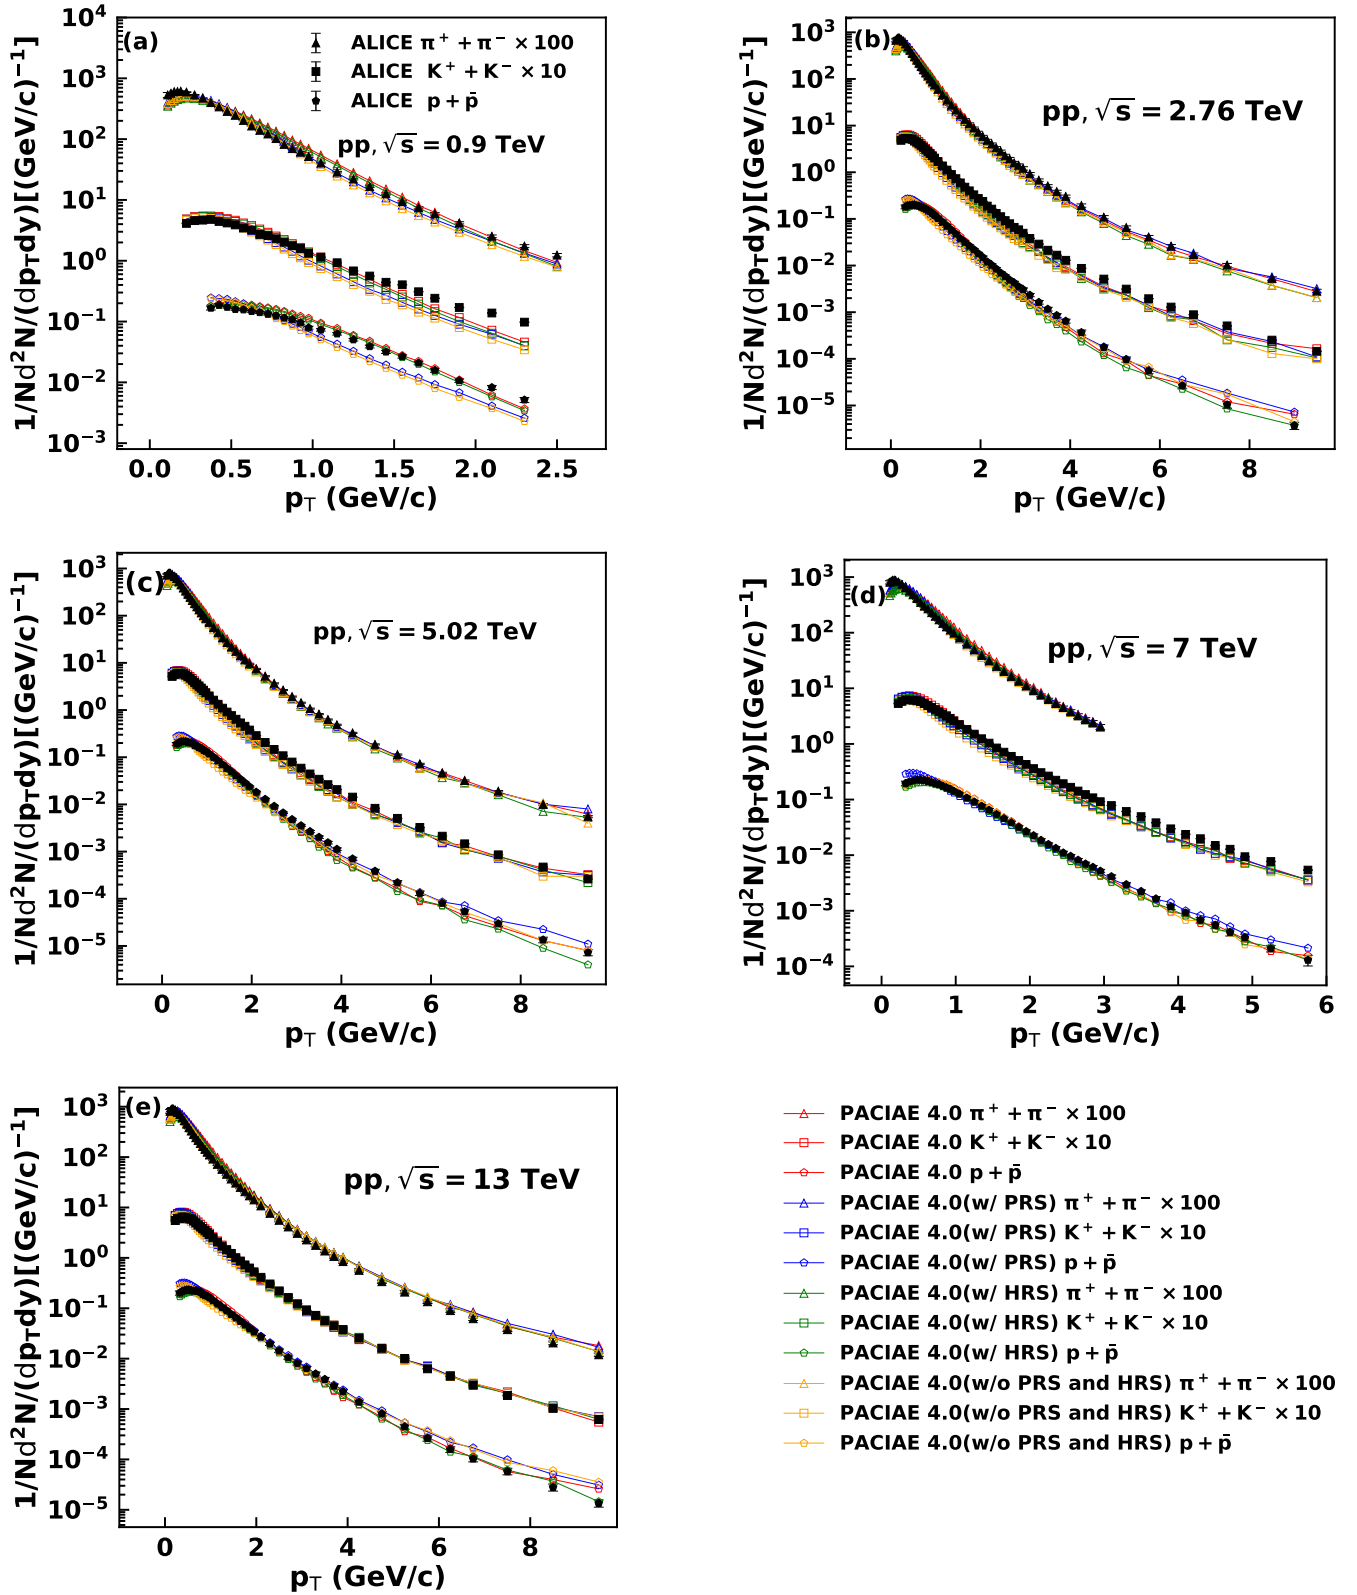 (a)
ALICE π⁺ + π⁻ × 100
ALICE K⁺ + K⁻ × 10
ALICE p + p̄
pp, √s = 0.9 TeV
1/Nd²N/(dp_Tdy)[(GeV/c)⁻¹]
10⁴
10³
10²
10¹
10⁰
10⁻¹
10⁻²
10⁻³
0.0 0.5 1.0 1.5 2.0 2.5
p_T (GeV/c)
(b)
pp, √s = 2.76 TeV
1/Nd²N/(dp_Tdy)[(GeV/c)⁻¹]
10³
10²
10¹
10⁰
10⁻¹
10⁻²
10⁻³
10⁻⁴
10⁻⁵
0 2 4 6 8
p_T (GeV/c)
(c)
pp, √s = 5.02 TeV
1/Nd²N/(dp_Tdy)[(GeV/c)⁻¹]
10³
10²
10¹
10⁰
10⁻¹
10⁻²
10⁻³
10⁻⁴
10⁻⁵
0 2 4 6 8
p_T (GeV/c)
(d)
pp, √s = 7 TeV
1/Nd²N/(dp_Tdy)[(GeV/c)⁻¹]
10³
10²
10¹
10⁰
10⁻¹
10⁻²
10⁻³
10⁻⁴
0 1 2 3 4 5 6
p_T (GeV/c)
(e)
pp, √s = 13 TeV
1/Nd²N/(dp_Tdy)[(GeV/c)⁻¹]
10³
10²
10¹
10⁰
10⁻¹
10⁻²
10⁻³
10⁻⁴
10⁻⁵
0 2 4 6 8
p_T (GeV/c)
PACIAE 4.0 π⁺ + π⁻ × 100
PACIAE 4.0 K⁺ + K⁻ × 10
PACIAE 4.0 p + p̄
PACIAE 4.0(w/ PRS) π⁺ + π⁻ × 100
PACIAE 4.0(w/ PRS) K⁺ + K⁻ × 10
PACIAE 4.0(w/ PRS) p + p̄
PACIAE 4.0(w/ HRS) π⁺ + π⁻ × 100
PACIAE 4.0(w/ HRS) K⁺ + K⁻ × 10
PACIAE 4.0(w/ HRS) p + p̄
PACIAE 4.0(w/o PRS and HRS) π⁺ + π⁻ × 100
PACIAE 4.0(w/o PRS and HRS) K⁺ + K⁻ × 10
PACIAE 4.0(w/o PRS and HRS) p + p̄